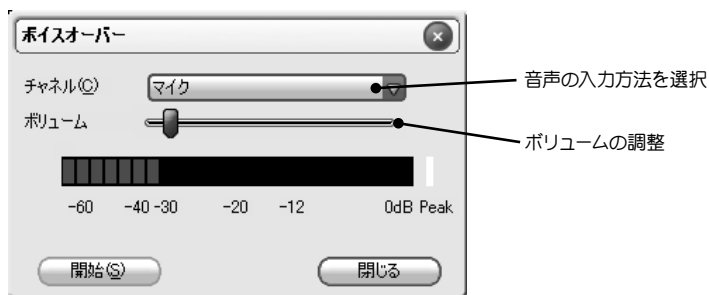 ボイスオーバー
チャネル(C) マイク
音声の入力方法を選択
ボリューム
ボリュームの調整
-60 -40 -30 -20 -12 0dB Peak
開始(S) 閉じる